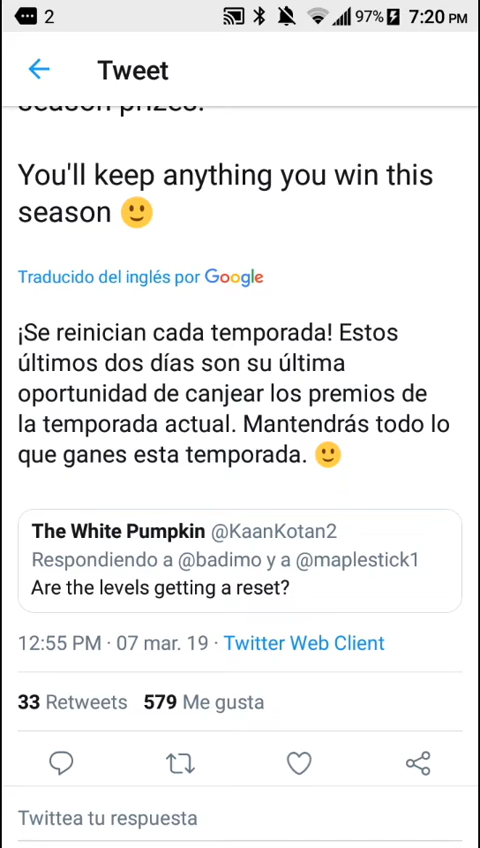 2 97% 7:20 PM
Tweet
season prizes!
You'll keep anything you win this
season 🙂
Traducido del inglés por Google
¡Se reinician cada temporada! Estos
últimos dos días son su última
oportunidad de canjear los premios de
la temporada actual. Mantendrás todo lo
que ganes esta temporada. 🙂
The White Pumpkin @KaanKotan2
Respondiendo a @badimo y a @maplestick1
Are the levels getting a reset?
12:55 PM · 07 mar. 19 · Twitter Web Client
33 Retweets 579 Me gusta
Twittea tu respuesta